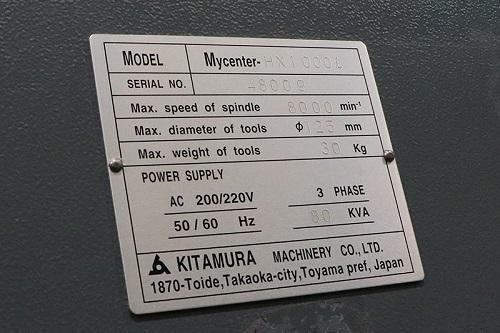 MODEL Mycenter-HX1000i
SERIAL NO. 48009
Max. speed of spindle 8000 min-1
Max. diameter of tools ϕ 125 mm
Max. weight of tools 30 Kg
POWER SUPPLY
AC 200/220V 3 PHASE
50/60 Hz 80 KVA
KITAMURA MACHINERY CO., LTD.
1870-Toide,Takaoka-city,Toyama pref, Japan